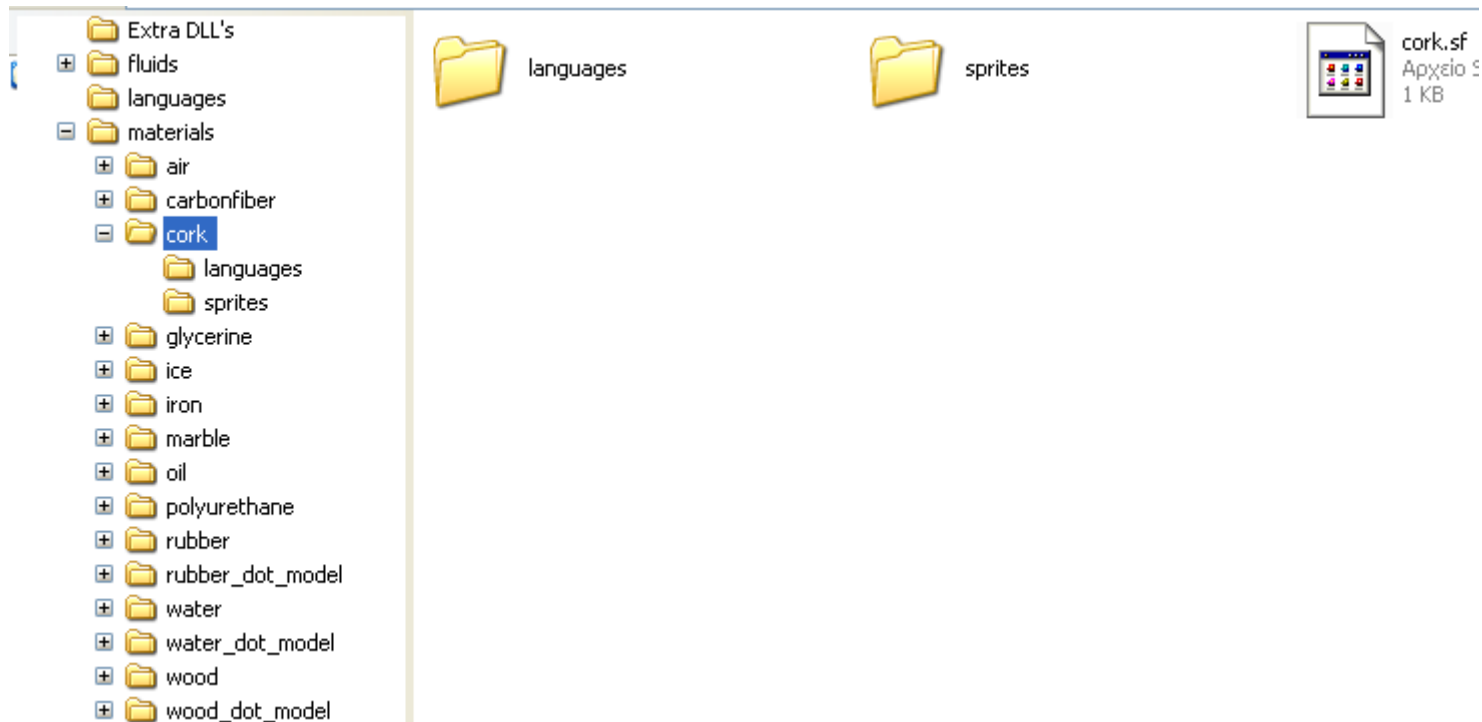 Extra DLL's
fluids
languages
materials
air
carbonfiber
cork
languages
sprites
glycerine
ice
iron
marble
oil
polyurethane
rubber
rubber_dot_model
water
water_dot_model
wood
wood_dot_model
languages
sprites
cork.sf
Αρχείο S
1 KB